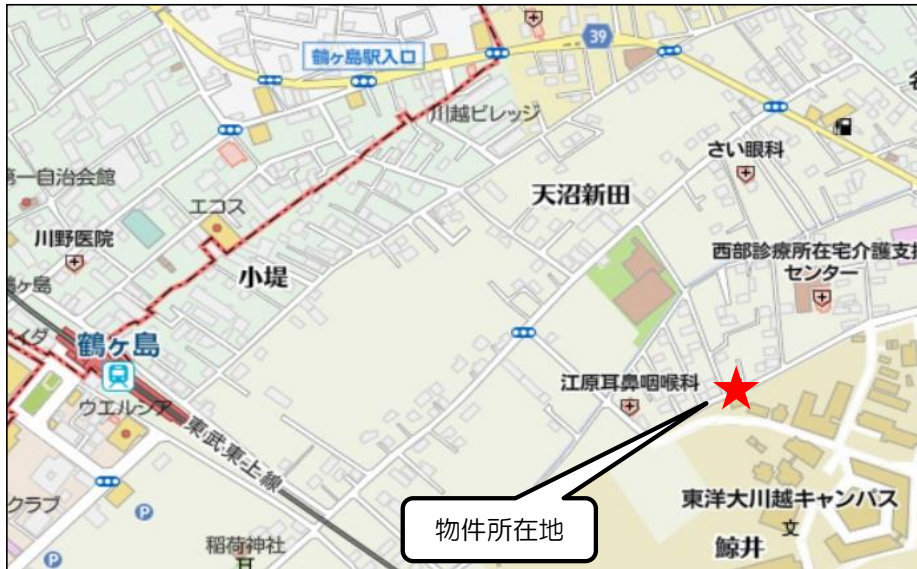 39
鶴ヶ島駅入口
川越ビレッジ
さい眼科
第一自治会館
天沼新田
エコス
川野医院
小堤
西部診療所在宅介護支援
センター
鶴ヶ島
江原耳鼻咽喉科
ウエルシア
東武東上線
東洋大川越キャンパス
クラブ
P
物件所在地
文
稲荷神社
鯨井
P